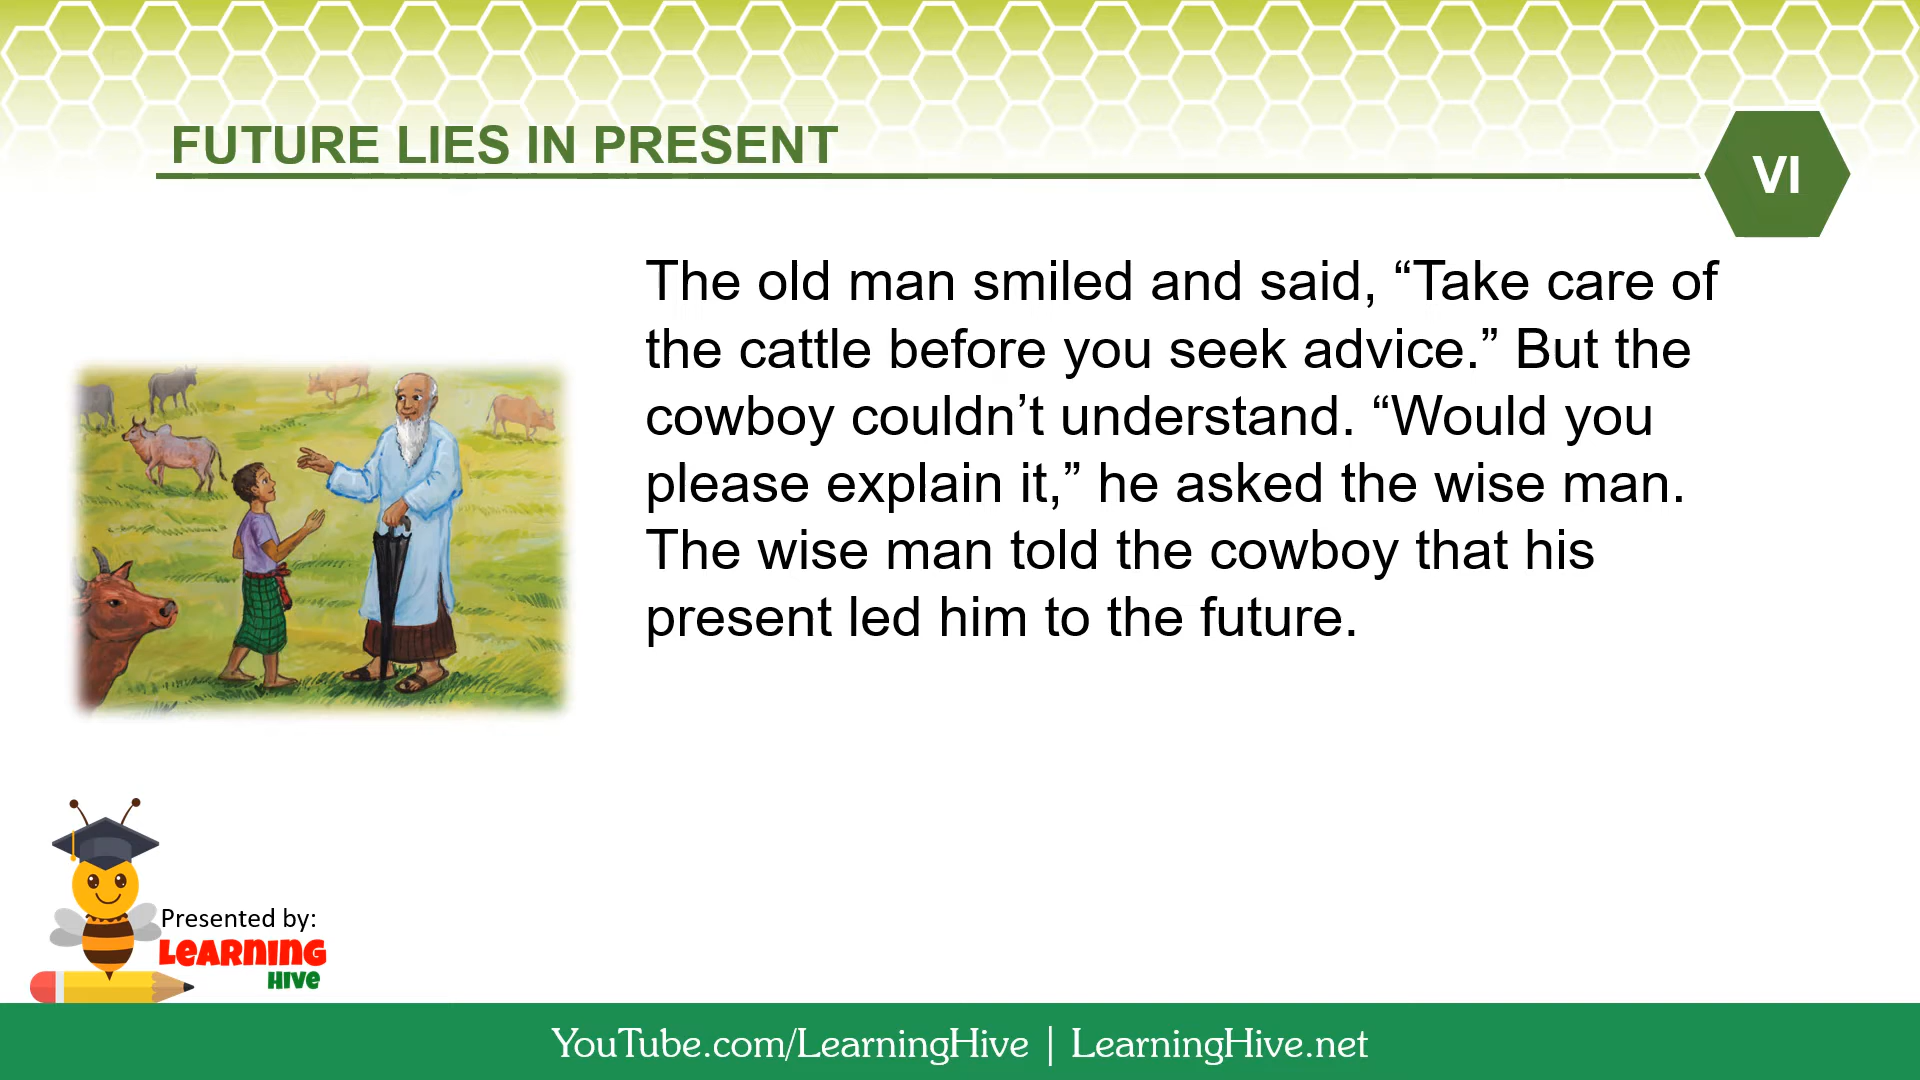 FUTURE LIES IN PRESENT
VI
The old man smiled and said, “Take care of
the cattle before you seek advice.” But the
cowboy couldn’t understand. “Would you
please explain it,” he asked the wise man.
The wise man told the cowboy that his
present led him to the future.
Presented by:
LeARNING
HIVe
YouTube.com/LearningHive | LearningHive.net